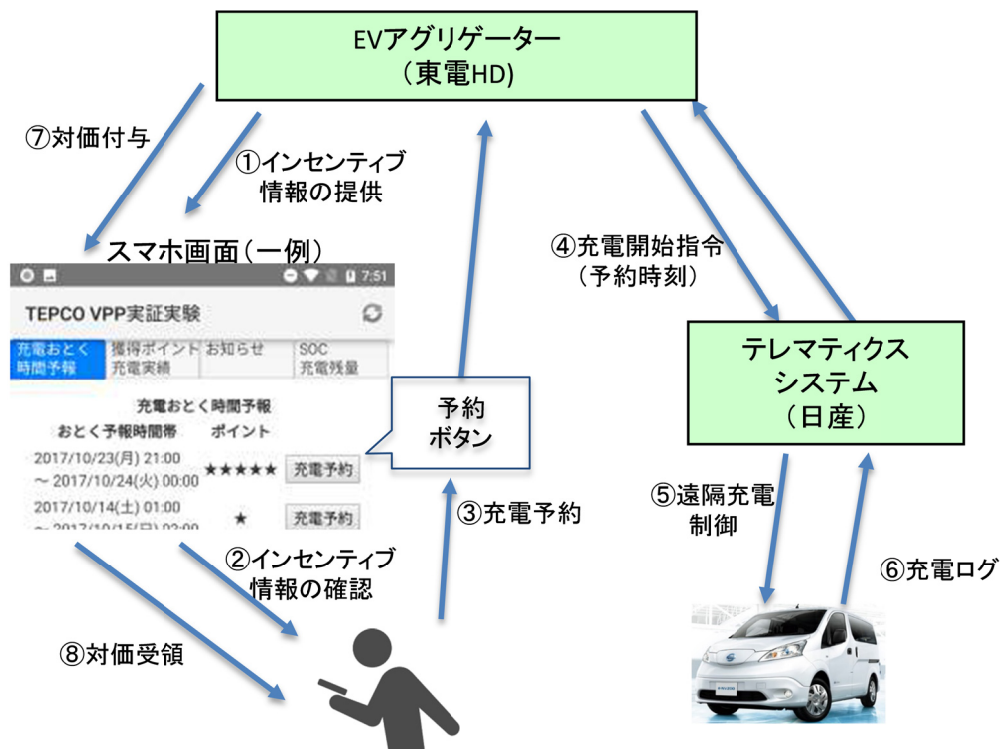 EVアグリゲーター
（東電HD)
⑦対価付与
①インセンティブ
情報の提供
スマホ画面（一例）
7:51
TEPCO VPP実証実験
充電おとく
時間予報
獲得ポイント
充電実績
お知らせ
SOC
充電残量
充電おとく時間予報
おとく予報時間帯 ポイント
2017/10/23(月) 21:00
～ 2017/10/24(火) 00:00
★★★★★
充電予約
2017/10/14(土) 01:00
～ 2017/10/15(日) 02:00
★
充電予約
予約
ボタン
③充電予約
②インセンティブ
情報の確認
⑧対価受領
④充電開始指令
（予約時刻）
テレマティクス
システム
（日産）
⑤遠隔充電
制御
⑥充電ログ